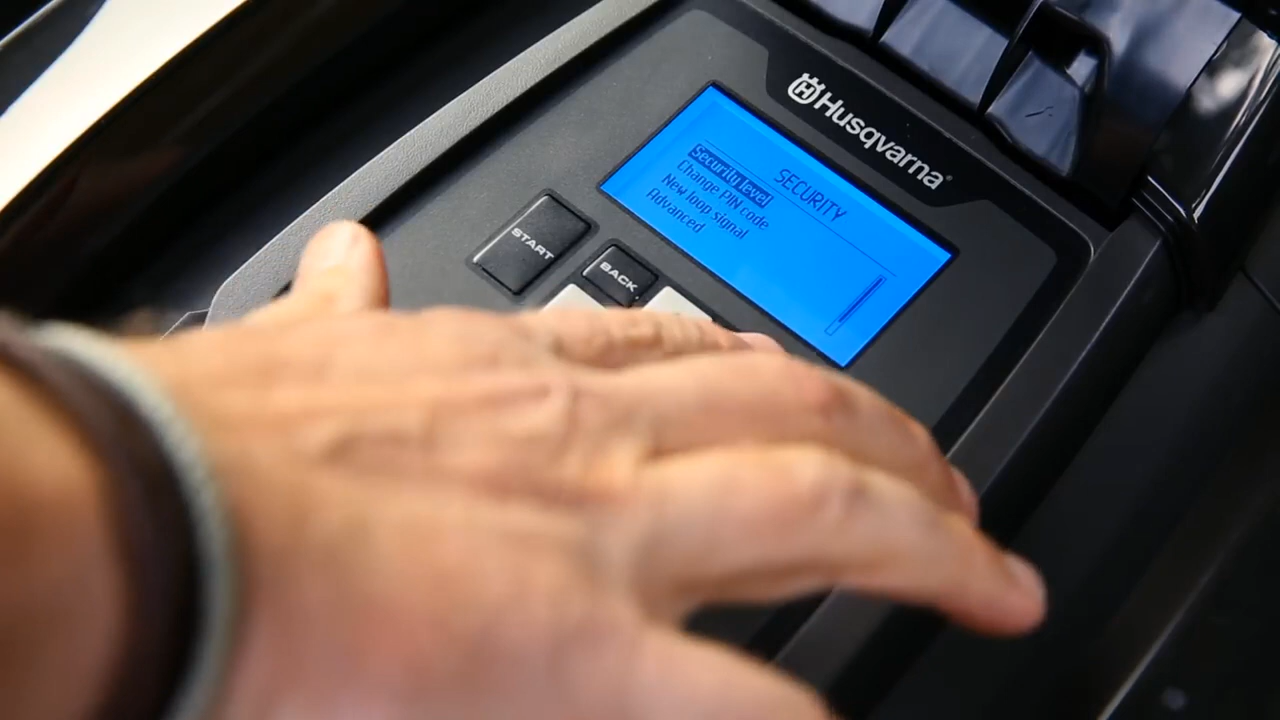 Husqvarna
SECURITY
Security level
Change PIN code
New loop signal
Advanced
START
BACK